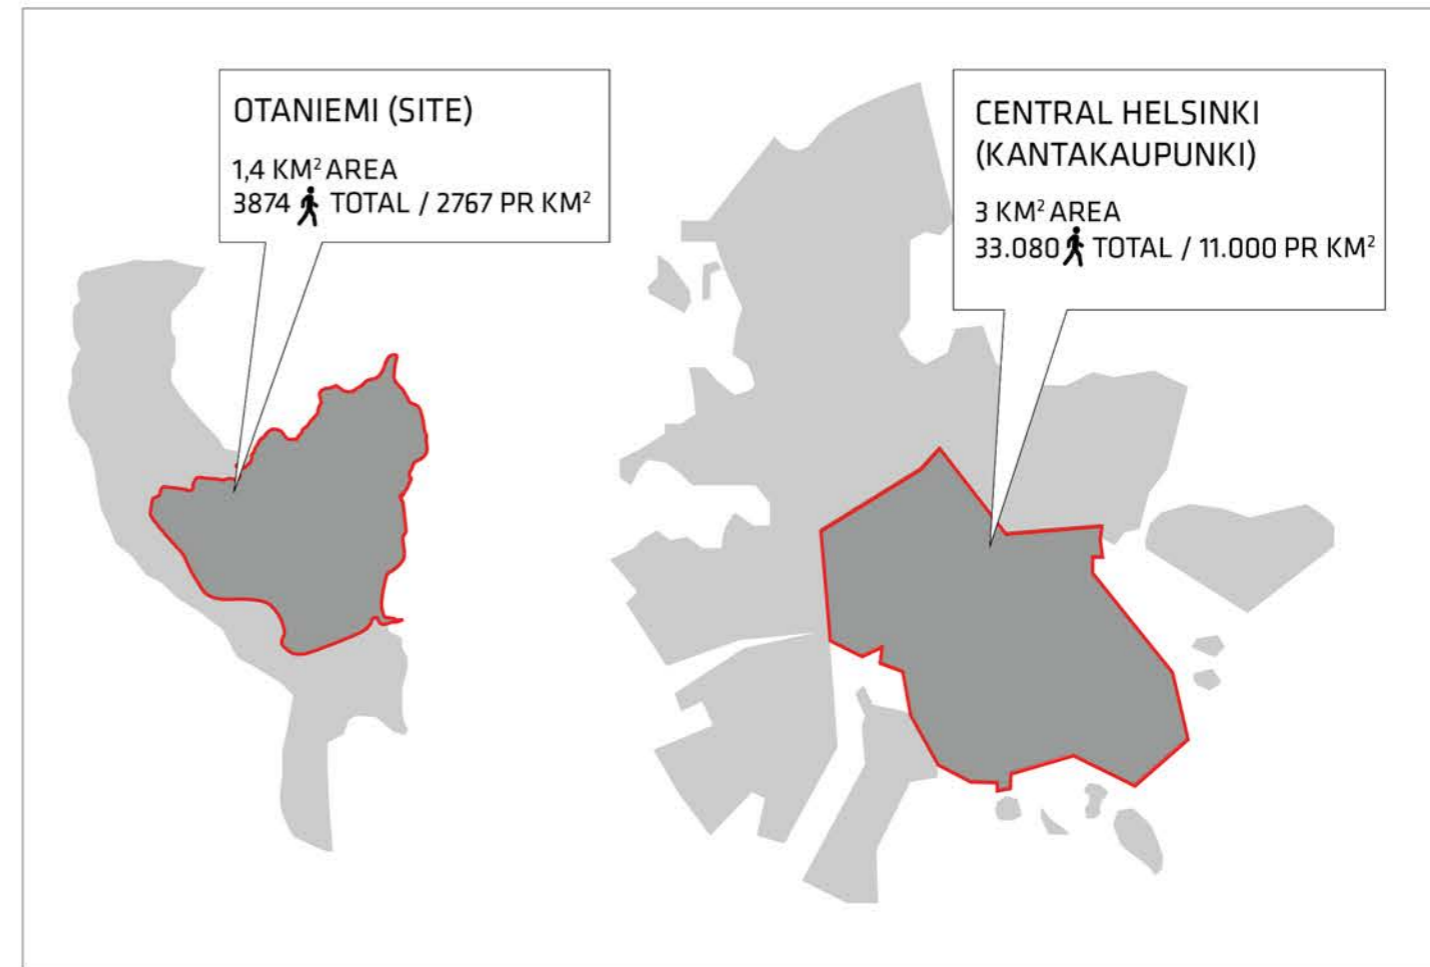 OTANIEMI (SITE)
1,4 KM² AREA
3874 TOTAL / 2767 PR KM²
CENTRAL HELSINKI
(KANTAKAUPUNKI)
3 KM² AREA
33.080 TOTAL / 11.000 PR KM²